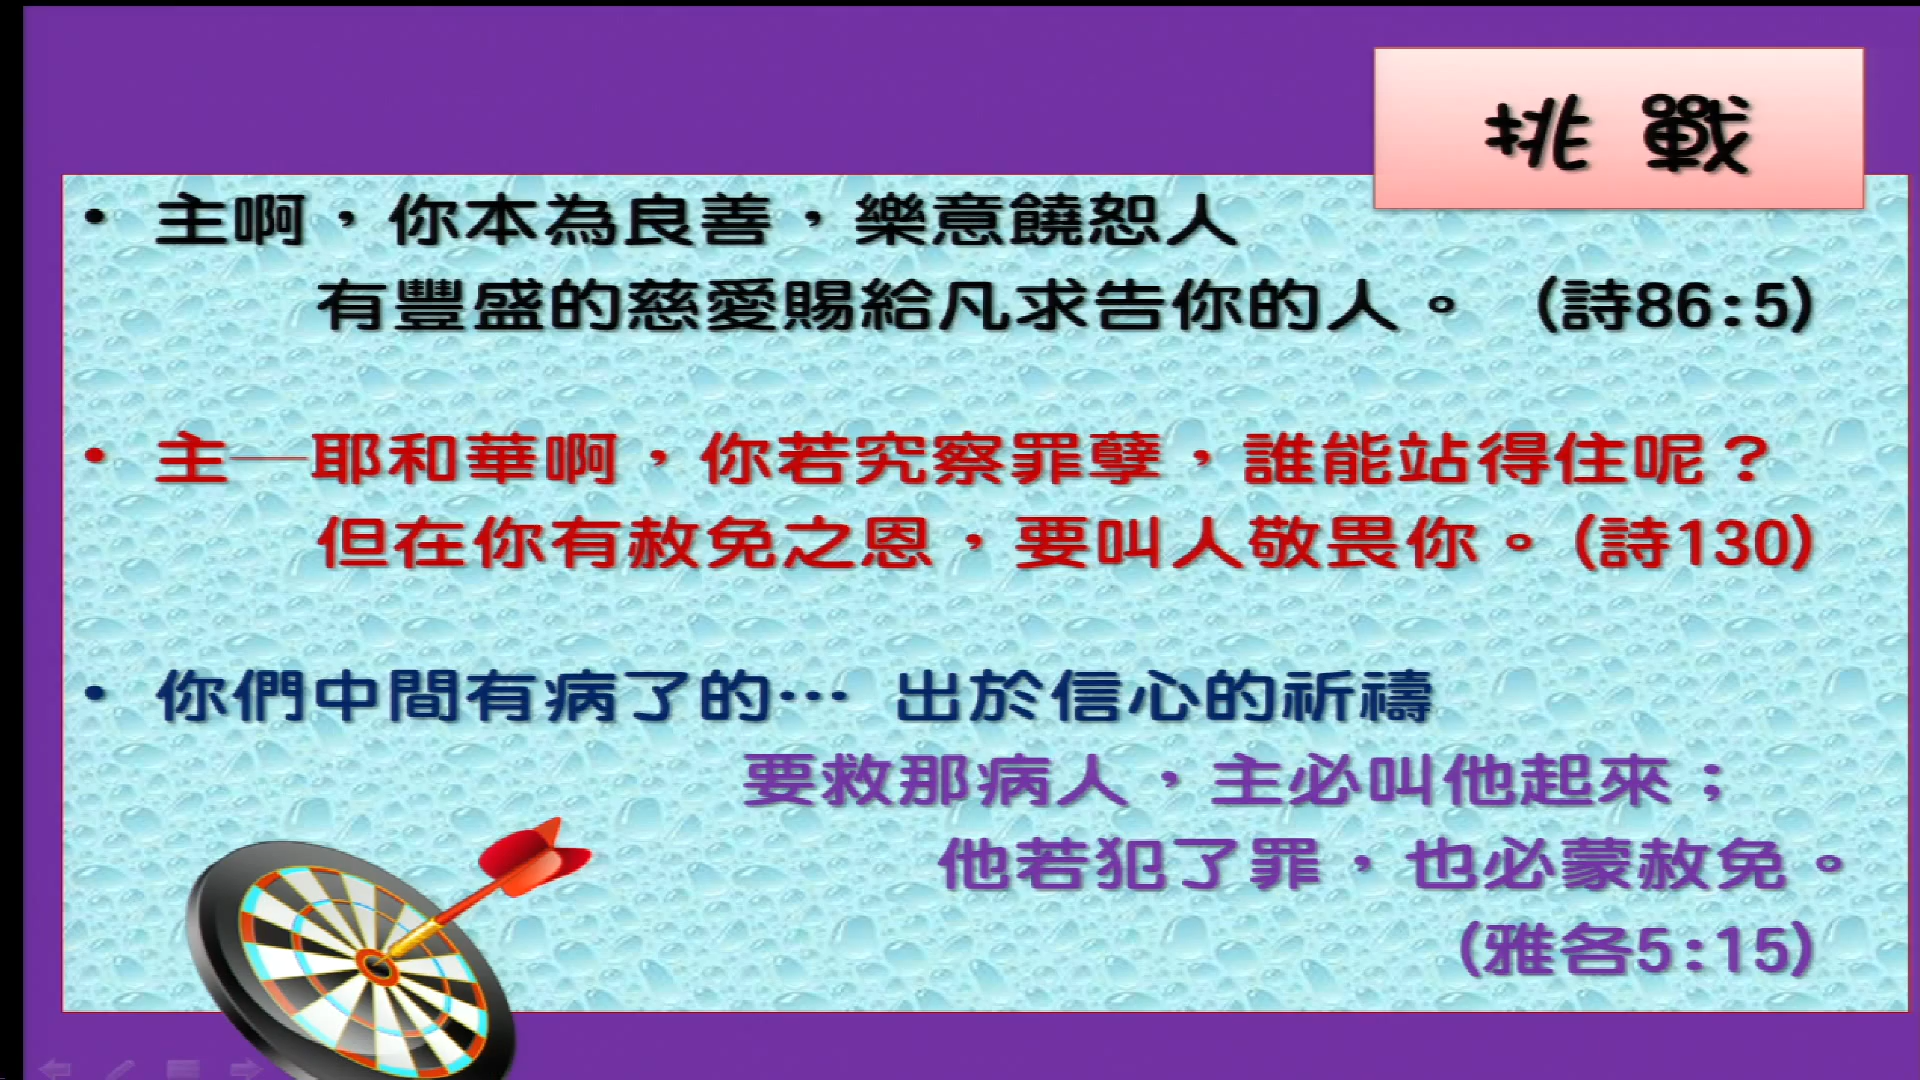 挑 戰
• 主啊，你本為良善，樂意饒恕人
有豐盛的慈愛賜給凡求告你的人。 (詩86:5)
• 主—耶和華啊，你若究察罪孽，誰能站得住呢？
但在你有赦免之恩，要叫人敬畏你。(詩130)
• 你們中間有病了的… 出於信心的祈禱
要救那病人，主必叫他起來；
他若犯了罪，也必蒙赦免。
(雅各5:15)